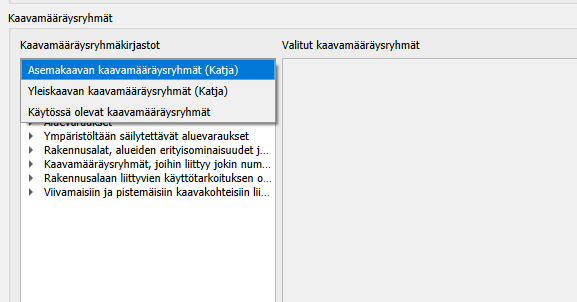 Kaavamääräysryhmät
Kaavamääräysryhmäkirjastot
Valitut kaavamääräysryhmät
Asemakaavan kaavamääräysryhmät (Katja)
Yleiskaavan kaavamääräysryhmät (Katja)
Käytössä olevat kaavamääräysryhmät
Aluevaraukset
Ympäristöltään säilytettävät aluevaraukset
Rakennusalat, alueiden erityisominaisuudet j...
Kaavamääräysryhmät, joihin liittyy jokin num...
Rakennusalaan liittyvien käyttötarkoituksen o...
Viivamaisiin ja pistemäisiin kaavakohteisiin lii...